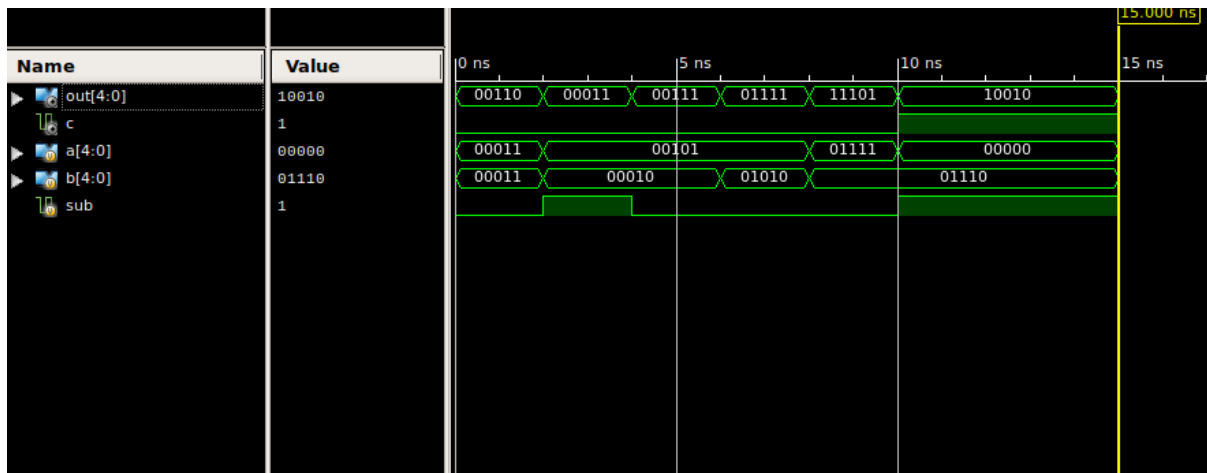 15.000 ns
Name Value 0 ns 5 ns 10 ns 15 ns
out[4:0] 10010 00110 00011 00111 01111 11101 10010
c 1
a[4:0] 00000 00011 00101 01111 00000
b[4:0] 01110 00011 00010 01010 01110
sub 1